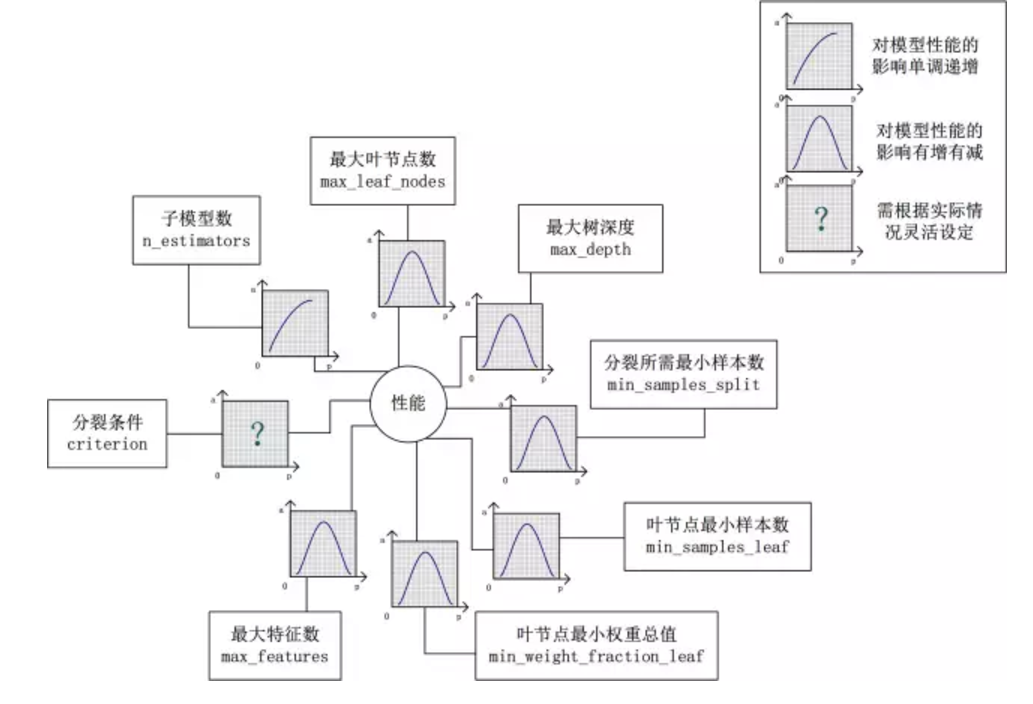 对模型性能的
影响单调递增
对模型性能的
影响有增有减
?
需根据实际情
况灵活设定
最大叶节点数
max_leaf_nodes
子模型数
n_estimators
最大树深度
max_depth
分裂所需最小样本数
min_samples_split
性能
分裂条件
criterion
?
叶节点最小样本数
min_samples_leaf
最大特征数
max_features
叶节点最小权重总值
min_weight_fraction_leaf